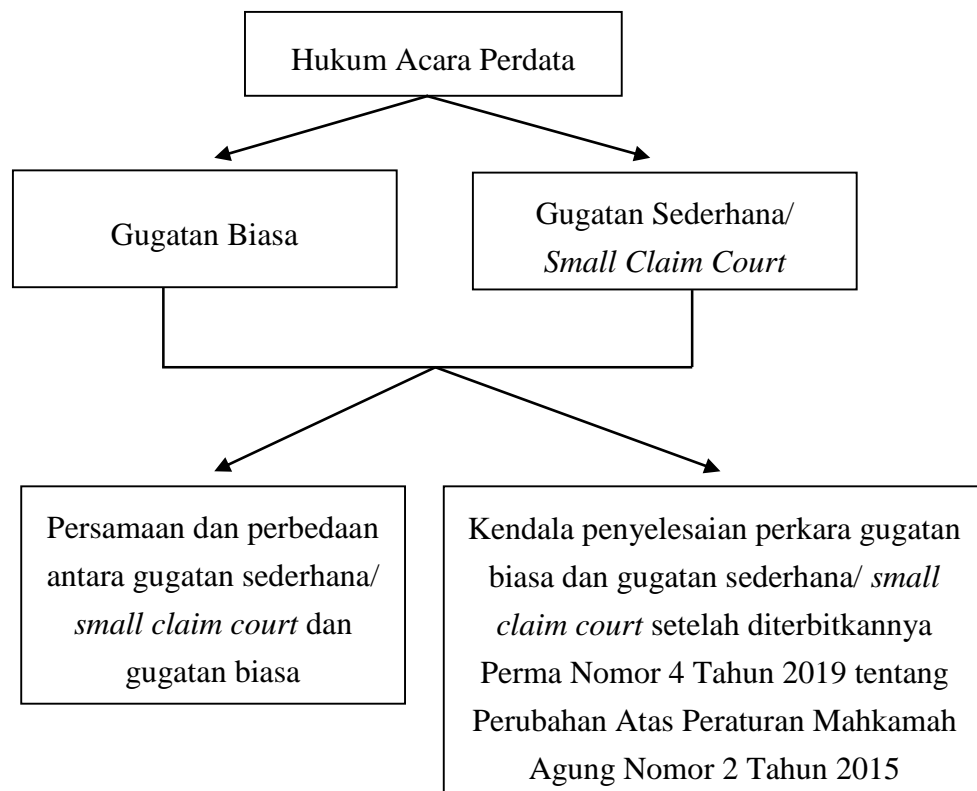 Hukum Acara Perdata
Gugatan Biasa
Gugatan Sederhana/
Small Claim Court
Persamaan dan perbedaan
antara gugatan sederhana/
small claim court dan
gugatan biasa
Kendala penyelesaian perkara gugatan
biasa dan gugatan sederhana/ small
claim court setelah diterbitkannya
Perma Nomor 4 Tahun 2019 tentang
Perubahan Atas Peraturan Mahkamah
Agung Nomor 2 Tahun 2015